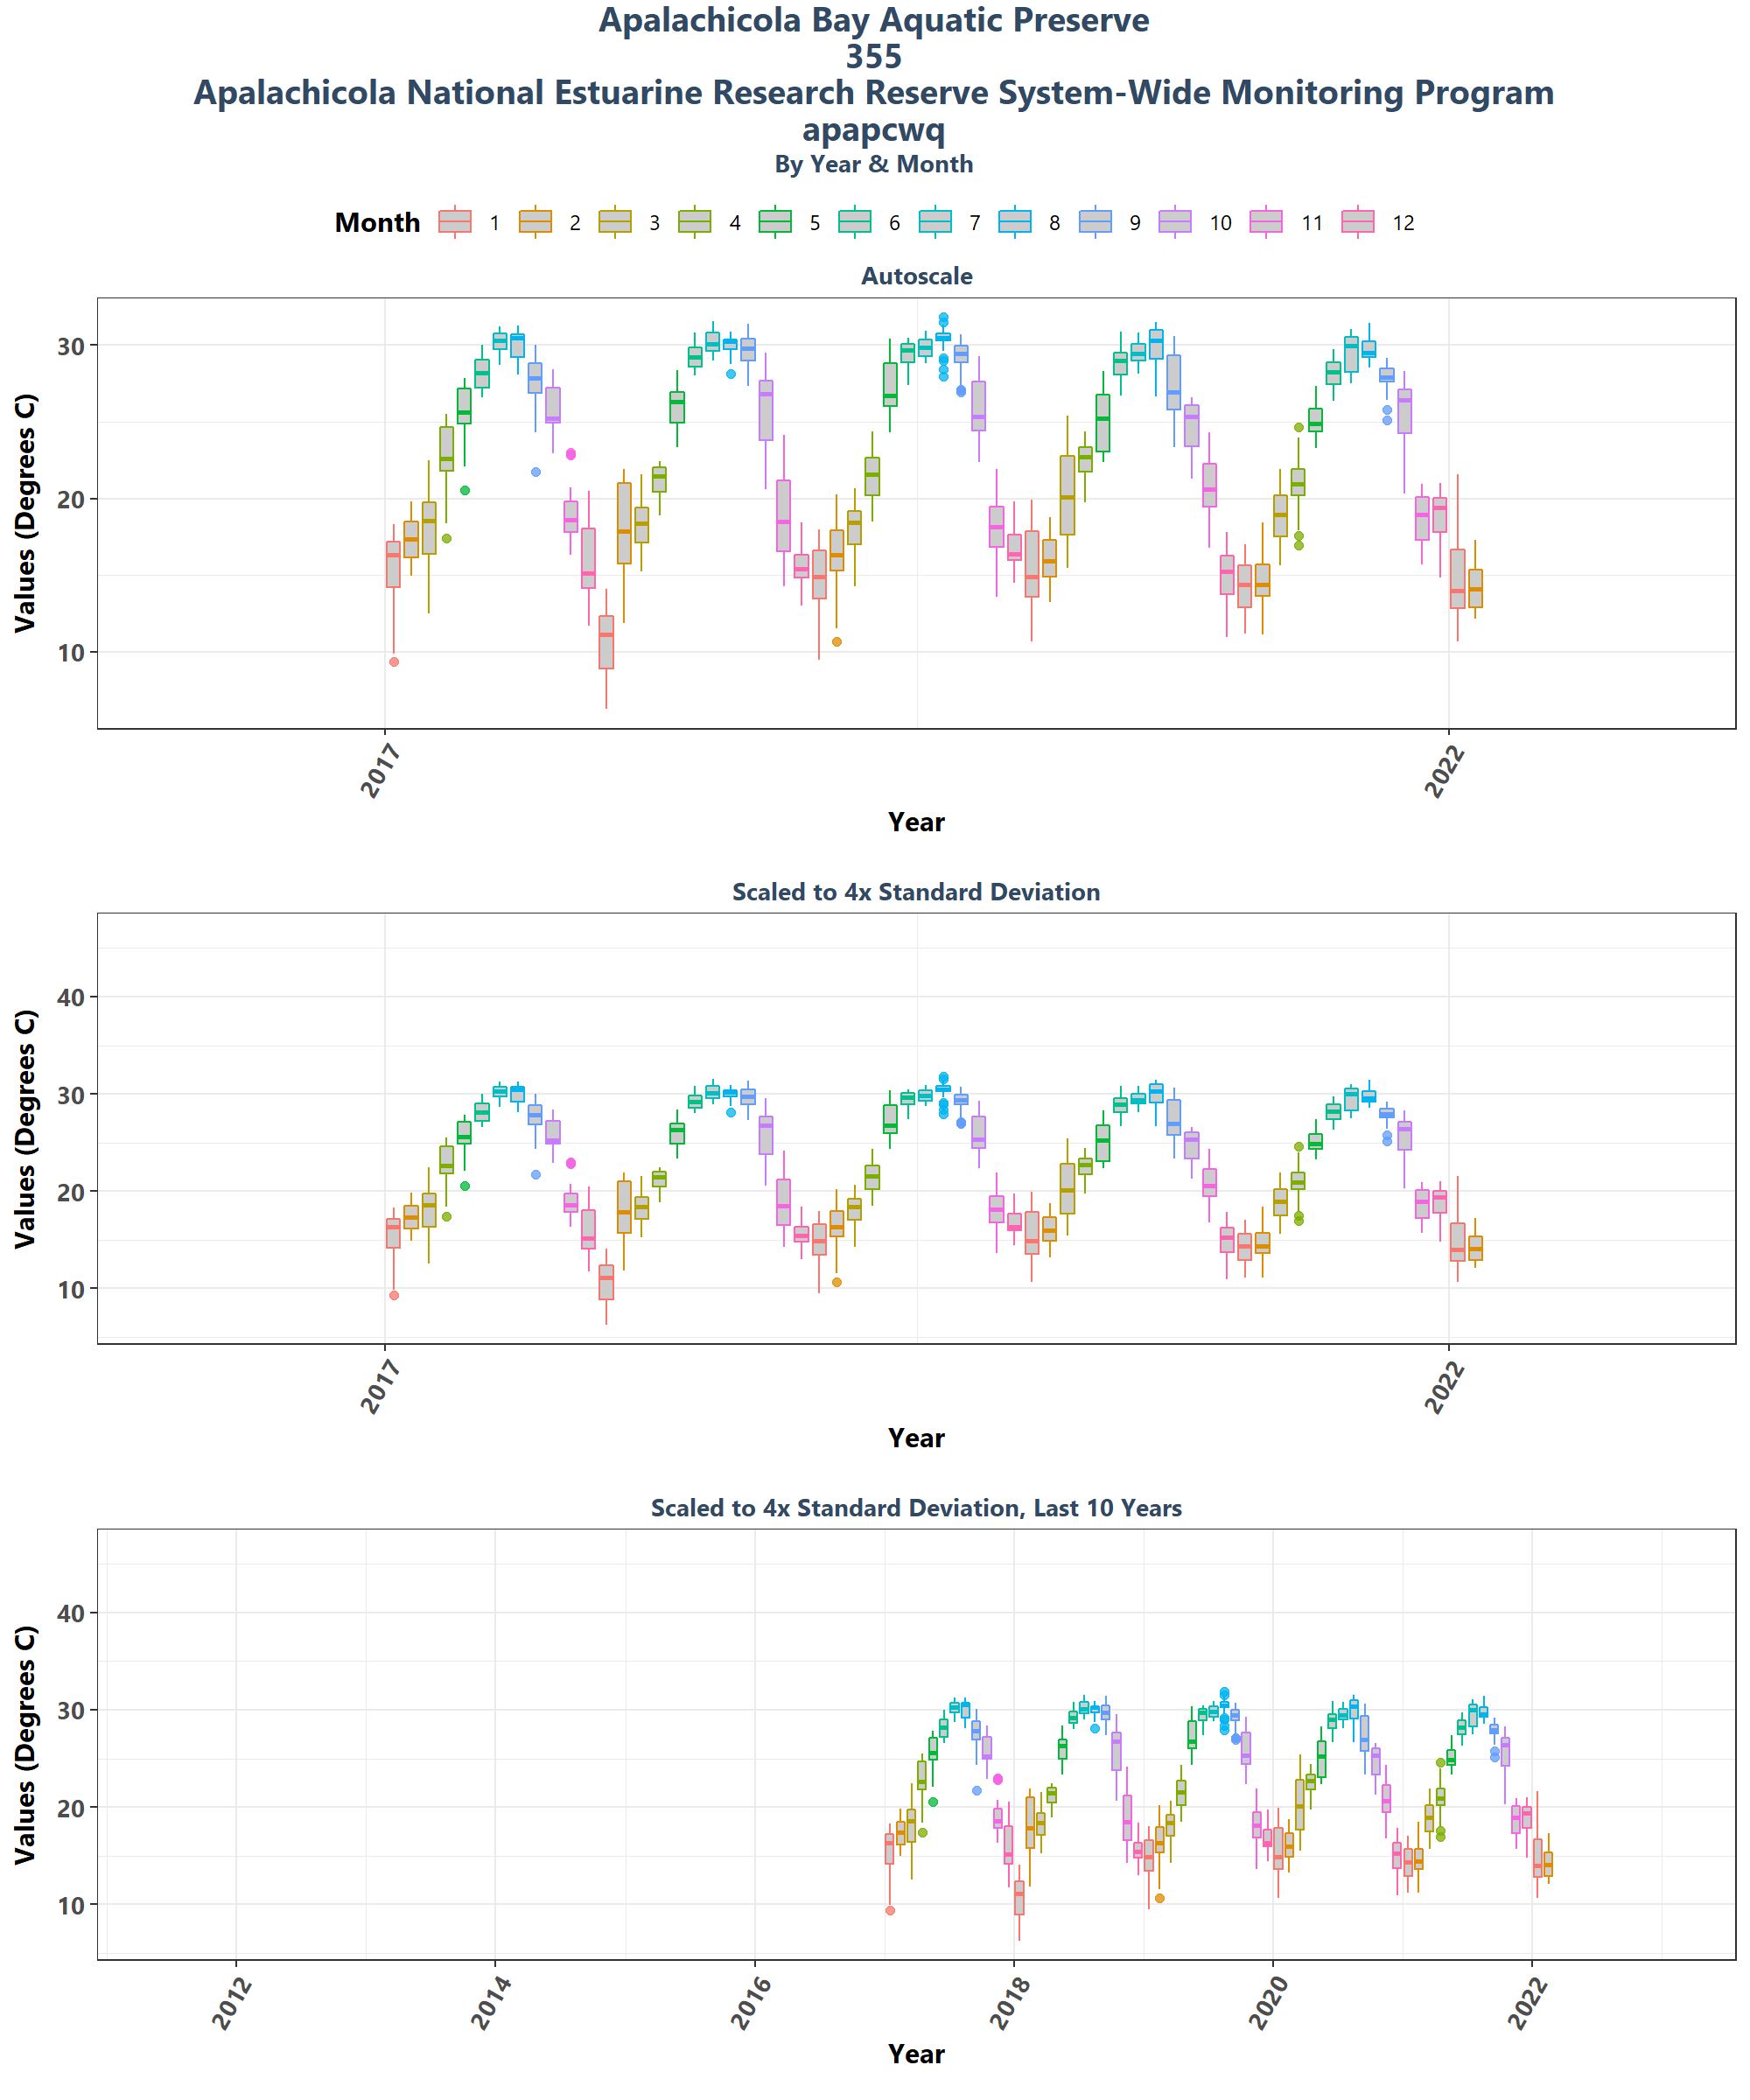 Apalachicola Bay Aquatic Preserve
355
Apalachicola National Estuarine Research Reserve System-Wide Monitoring Program
apapcwq
By Year & Month
Month 1 2 3 4 5 6 7 8 9 10 11 12
Autoscale
Values (Degrees C)
30
20
10
2017 2022
Year
Scaled to 4x Standard Deviation
Values (Degrees C)
40
30
20
10
2017 2022
Year
Scaled to 4x Standard Deviation, Last 10 Years
Values (Degrees C)
40
30
20
10
2012 2014 2016 2018 2020 2022
Year